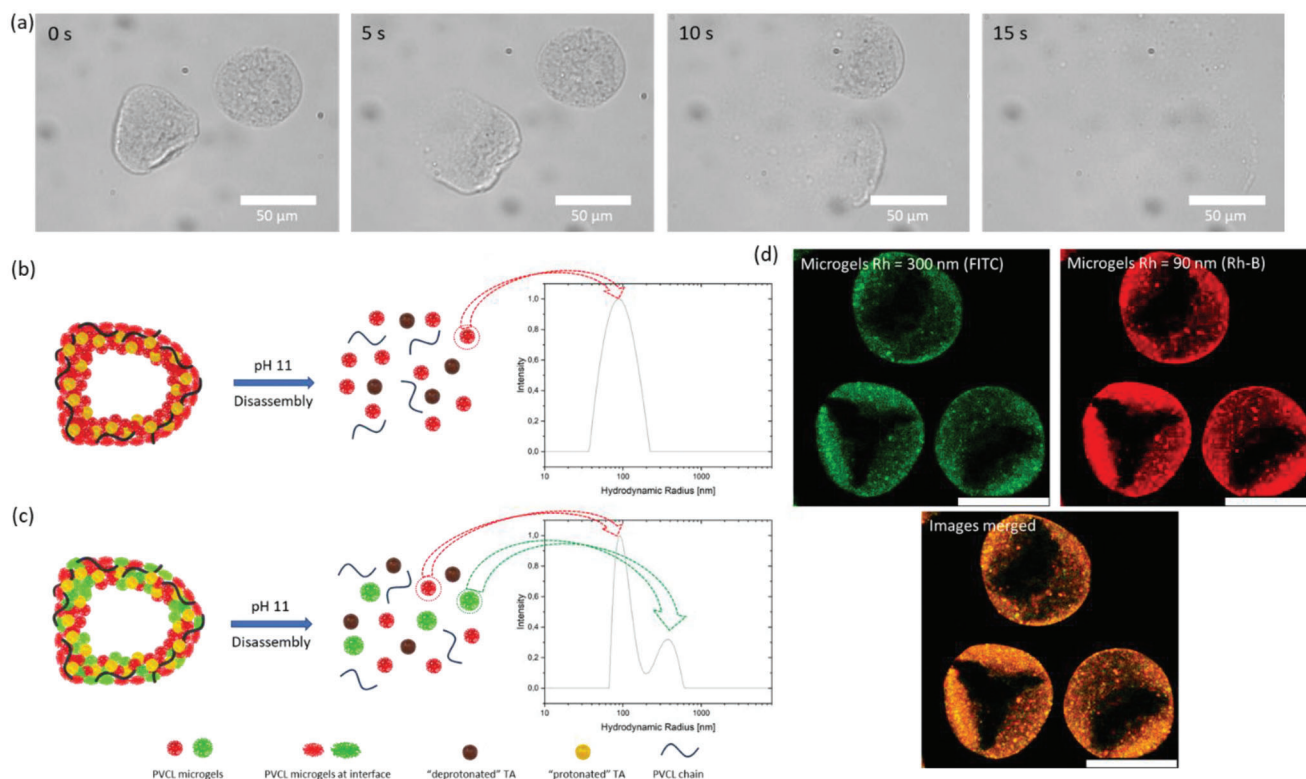 (a)
0 s
5 s
10 s
15 s
50 µm
50 µm
50 µm
50 µm
(b)
pH 11
Disassembly
1,0
0,8
0,6
0,4
0,2
0,0
Intensity
10
100
1000
Hydrodynamic Radius [nm]
(c)
pH 11
Disassembly
1,0
0,8
0,6
0,4
0,2
0,0
Intensity
10
100
1000
Hydrodynamic Radius [nm]
PVCL microgels
PVCL microgels at interface
"deprotonated" TA
"protonated" TA
PVCL chain
(d)
Microgels Rh = 300 nm (FITC)
Microgels Rh = 90 nm (Rh-B)
Images merged